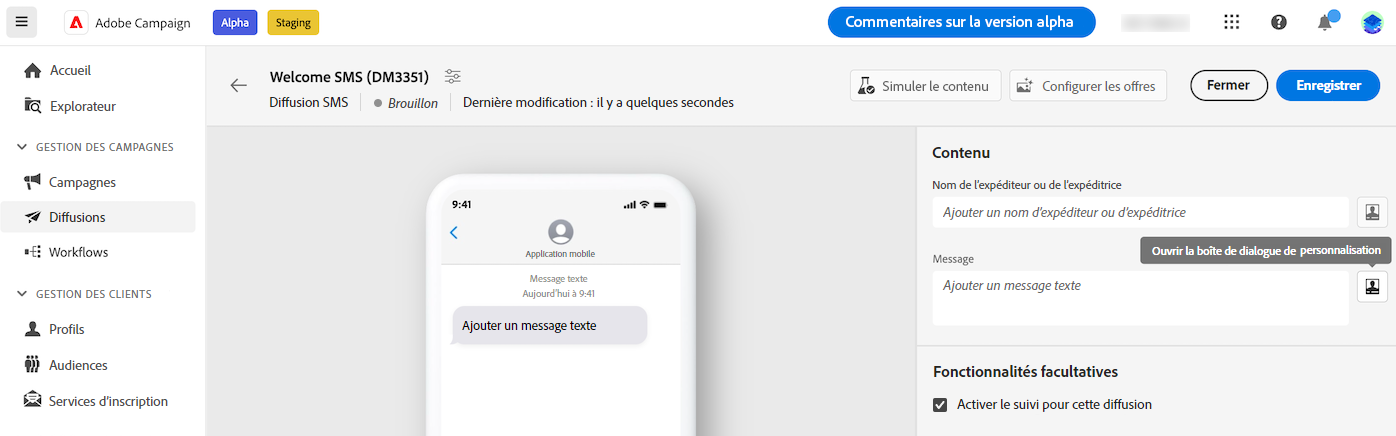 Adobe Campaign
Alpha
Staging
Commentaires sur la version alpha
Accueil
Explorateur
GESTION DES CAMPAGNES
Campagnes
Diffusions
Workflows
GESTION DES CLIENTS
Profils
Audiences
Services d'inscription
Welcome SMS (DM3351)
Diffusion SMS
Brouillon
Dernière modification : il y a quelques secondes
Simuler le contenu
Configurer les offres
Fermer
Enregistrer
9:41
Application mobile
Message texte
Aujourd'hui à 9:41
Ajouter un message texte
Contenu
Nom de l'expéditeur ou de l'expéditrice
Ajouter un nom d'expéditeur ou d'expéditrice
Ouvrir la boîte de dialogue de personnalisation
Message
Ajouter un message texte
Fonctionnalités facultatives
Activer le suivi pour cette diffusion